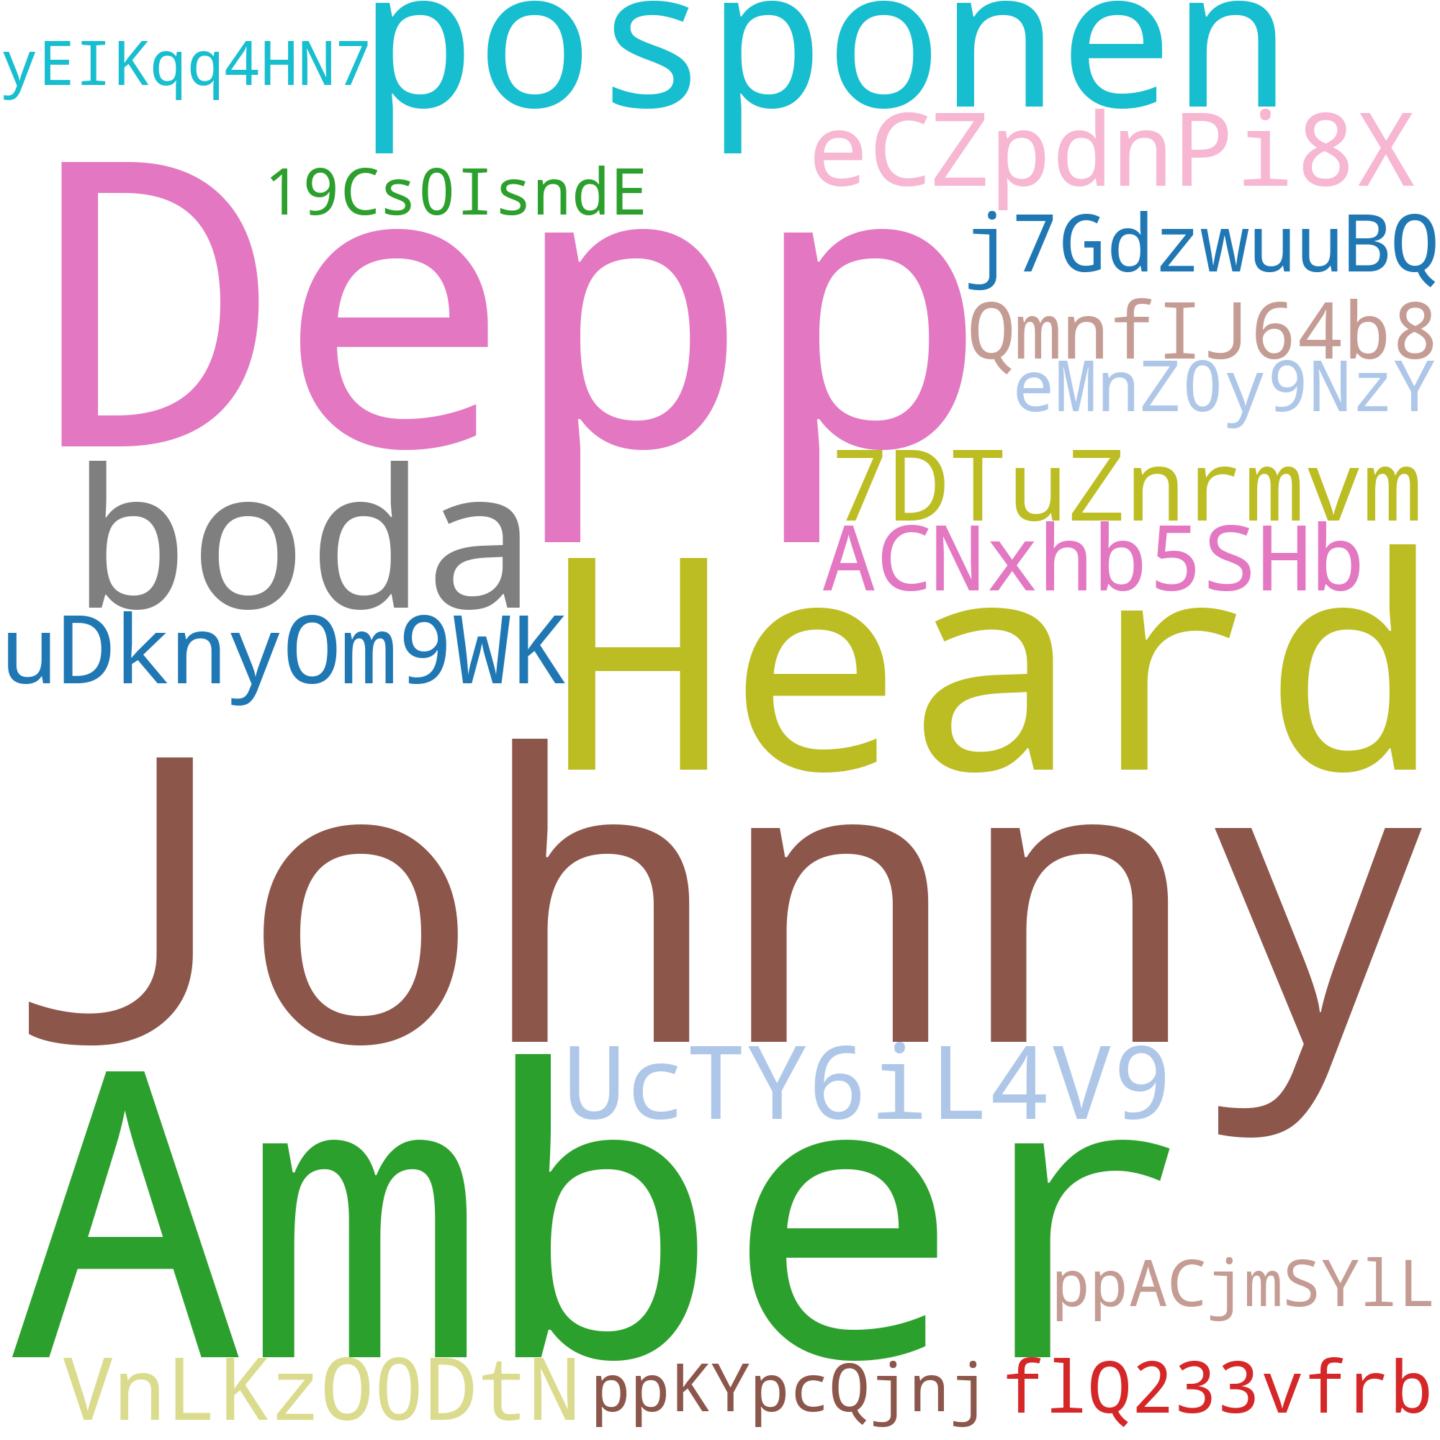 posponen
yEIKqq4HN7
eCZpdnPi8X
19Cs0IsndE
Depp
j7GdzwuuBQ
QmnfIJ64b8
eMnZ0y9NzY
7DTuZnrmvm
boda
ACNxhb5SHb
uDknyOm9WK
Heard
Johnny
UcTY6iL4V9
Amber
ppACjmSYlL
VnLKzO0DtN
ppKYpcQjnj
flQ233vfrb